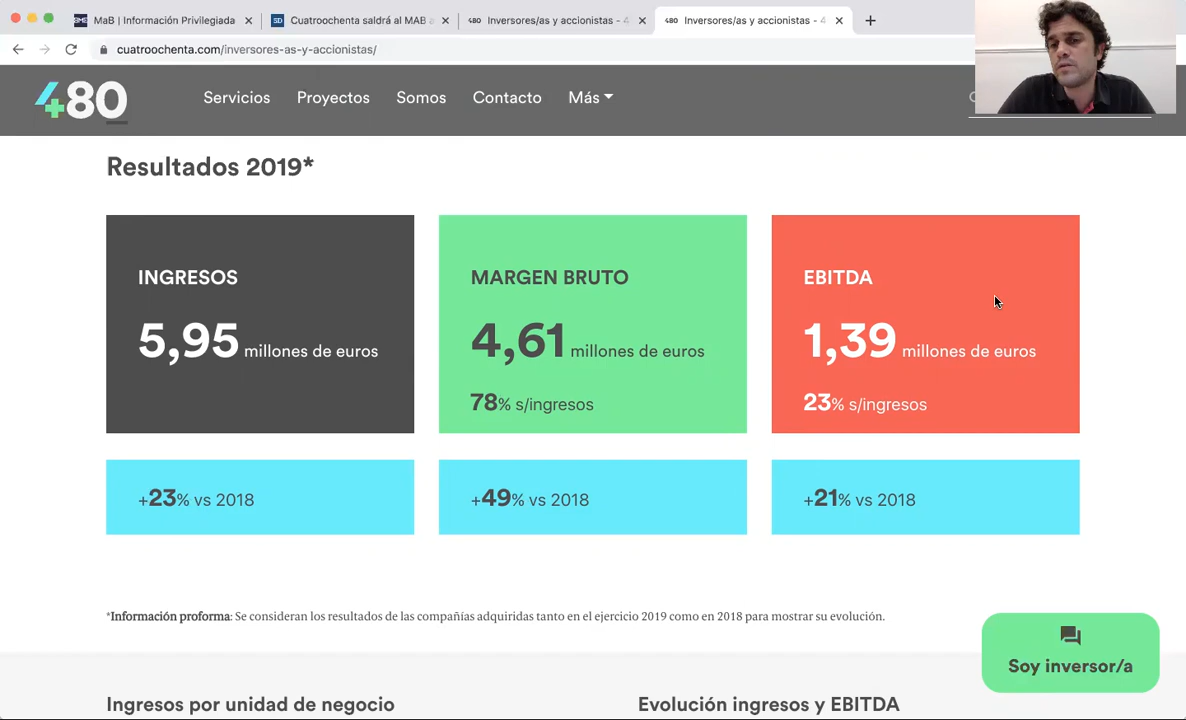 MaB | Información Privilegiada
Cuatroochenta saldrá al MAB
Inversores/as y accionistas - 4
Inversores/as y accionistas - 4
cuatroochenta.com/inversores-as-y-accionistas/
480
Servicios
Proyectos
Somos
Contacto
Más
Resultados 2019*
INGRESOS
5,95 millones de euros
MARGEN BRUTO
4,61 millones de euros
78% s/ingresos
EBITDA
1,39 millones de euros
23% s/ingresos
+23% vs 2018
+49% vs 2018
+21% vs 2018
*Información proforma: Se consideran los resultados de las compañías adquiridas tanto en el ejercicio 2019 como en 2018 para mostrar su evolución.
Soy inversor/a
Ingresos por unidad de negocio
Evolución ingresos y EBITDA